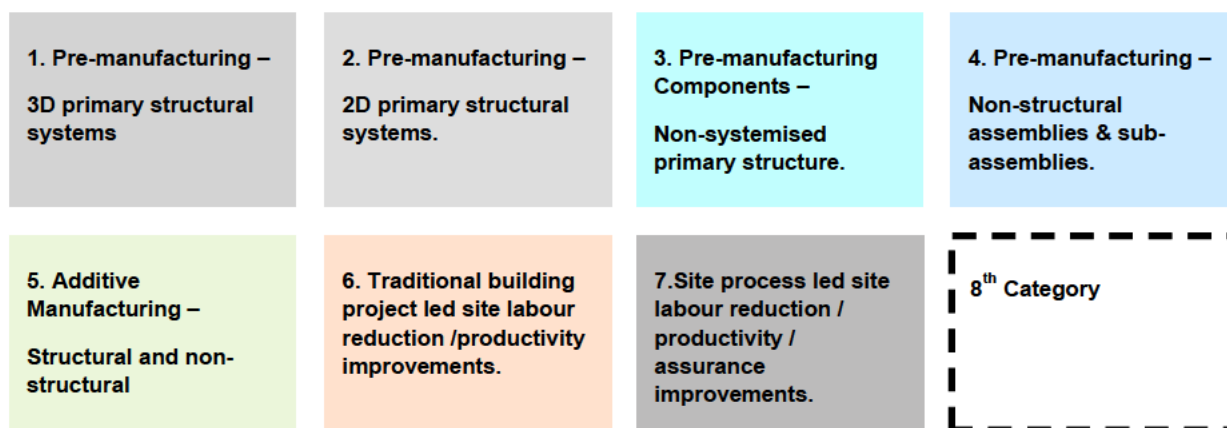 1. Pre-manufacturing –
3D primary structural
systems
2. Pre-manufacturing –
2D primary structural
systems.
3. Pre-manufacturing
Components –
Non-systemised
primary structure.
4. Pre-manufacturing –
Non-structural
assemblies & sub-
assemblies.
5. Additive
Manufacturing –
Structural and non-
structural
6. Traditional building
project led site labour
reduction /productivity
improvements.
7.Site process led site
labour reduction /
productivity /
assurance
improvements.
8th Category